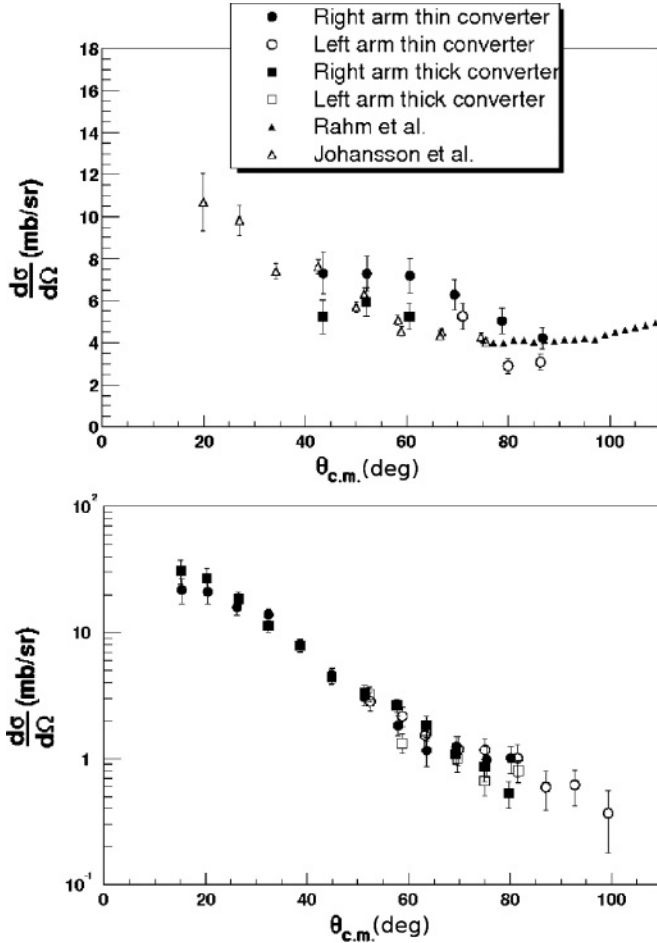 Right arm thin converter
Left arm thin converter
Right arm thick converter
Left arm thick converter
Rahm et al.
Johansson et al.
18
16
14
12
10
8
6
4
2
0
dσ/dΩ (mb/sr)
0 20 40 60 80 100
θc.m. (deg)
10²
10
1
10⁻¹
dσ/dΩ (mb/sr)
0 20 40 60 80 100
θc.m. (deg)